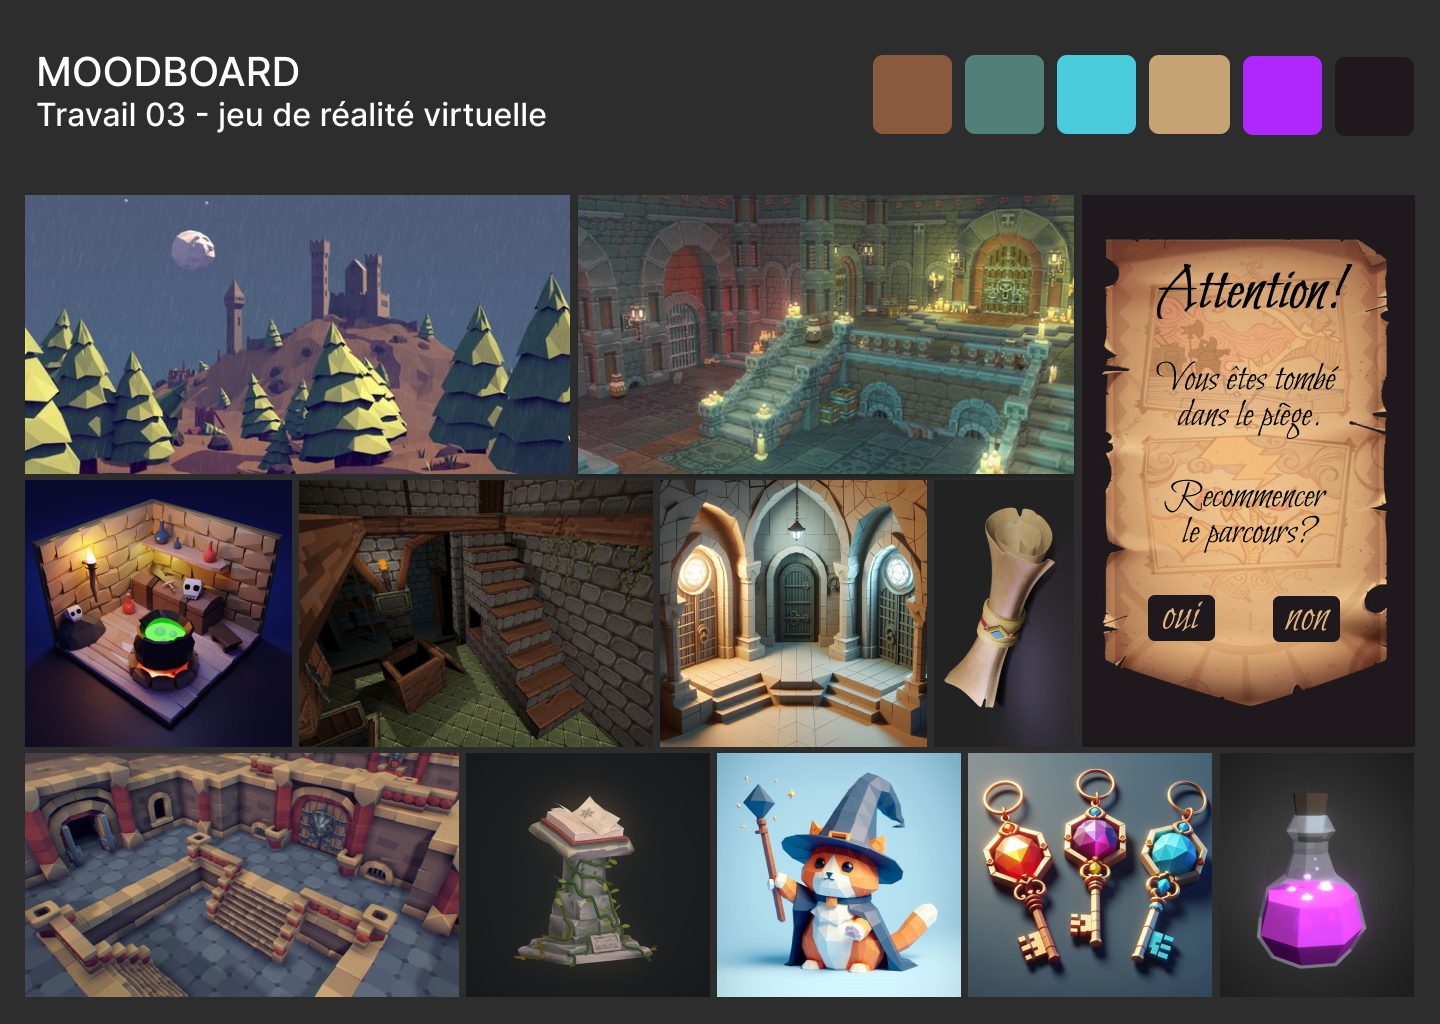 MOODBOARD
Travail 03 - jeu de réalité virtuelle
Attention!
Vous êtes tombé
dans le piège.
Recommencer
le parcours?
oui
non